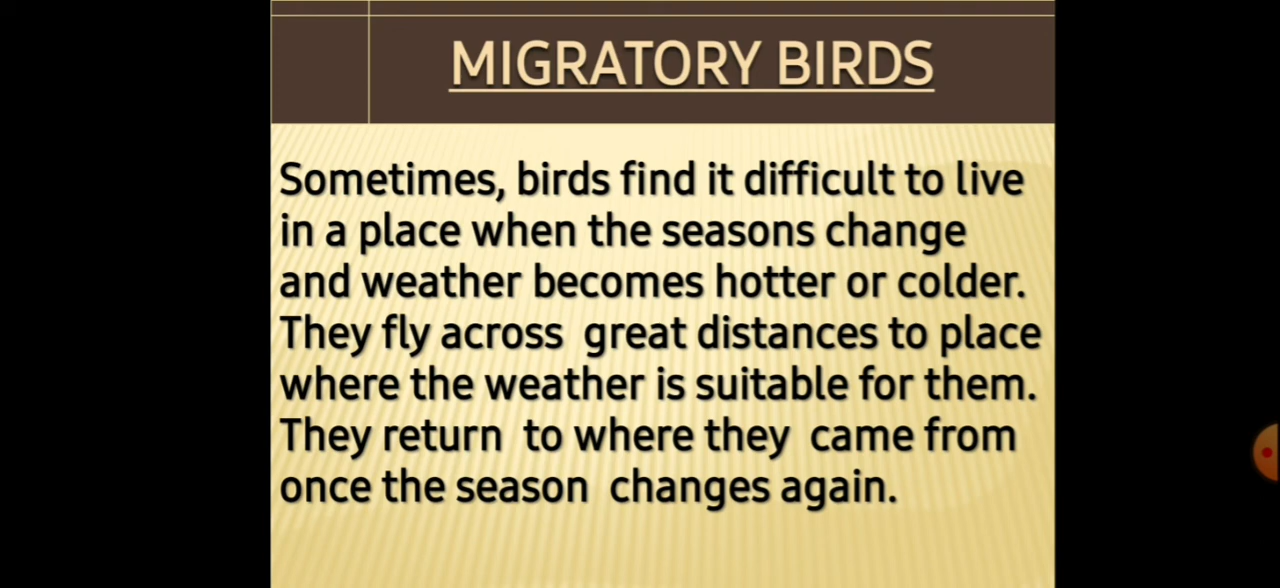 MIGRATORY BIRDS
Sometimes, birds find it difficult to live
in a place when the seasons change
and weather becomes hotter or colder.
They fly across great distances to place
where the weather is suitable for them.
They return to where they came from
once the season changes again.